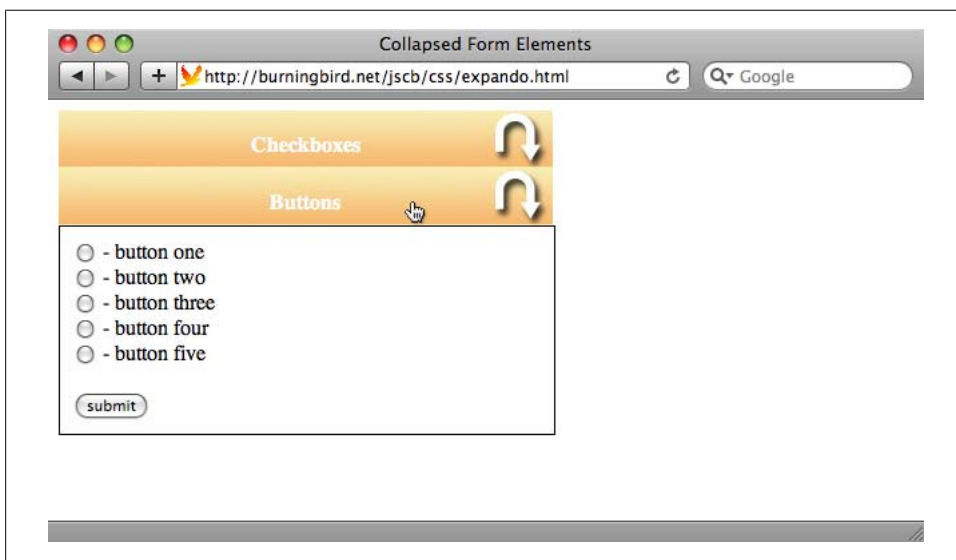 Collapsed Form Elements
http://burningbird.net/jscb/css/expando.html
Google
Checkboxes
Buttons
- button one
- button two
- button three
- button four
- button five
submit